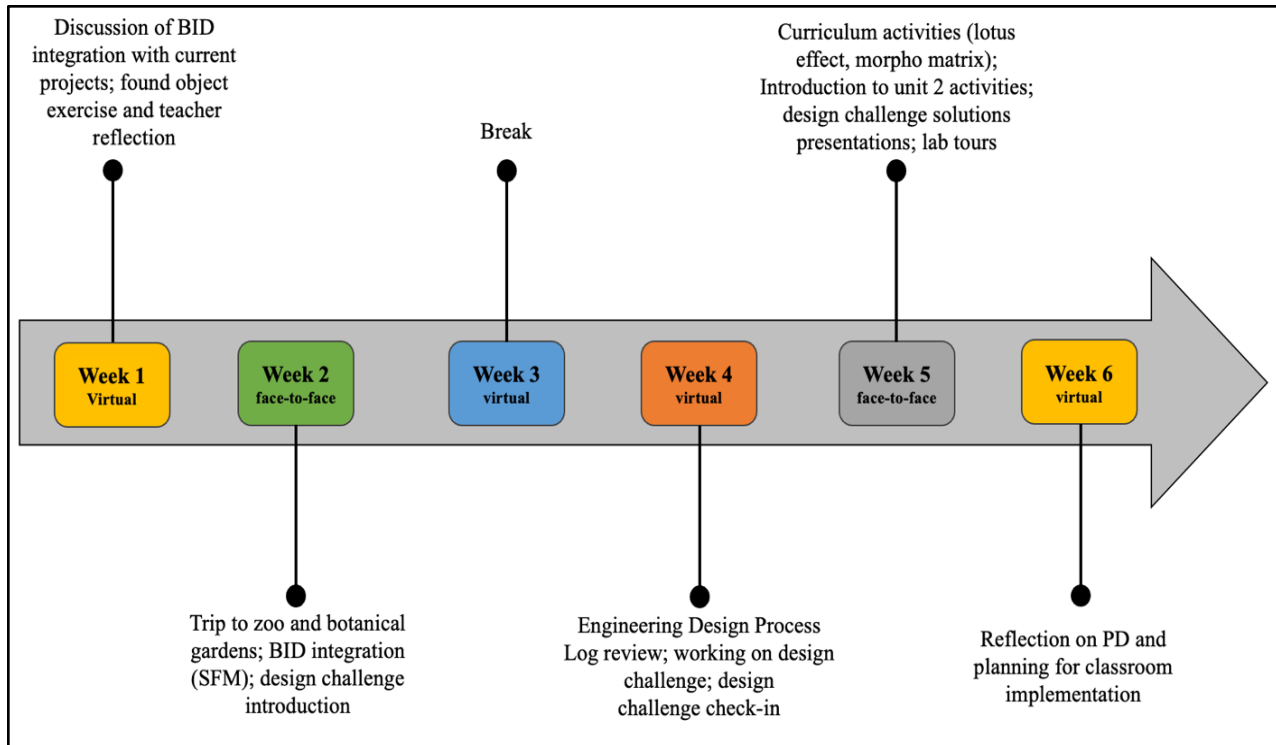 Discussion of BID
integration with current
projects; found object
exercise and teacher
reflection
Break
Curriculum activities (lotus
effect, morpho matrix);
Introduction to unit 2 activities;
design challenge solutions
presentations; lab tours
Week 1
Virtual
Week 2
face-to-face
Week 3
virtual
Week 4
virtual
Week 5
face-to-face
Week 6
virtual
Trip to zoo and botanical
gardens; BID integration
(SFM); design challenge
introduction
Engineering Design Process
Log review; working on design
challenge; design
challenge check-in
Reflection on PD and
planning for classroom
implementation